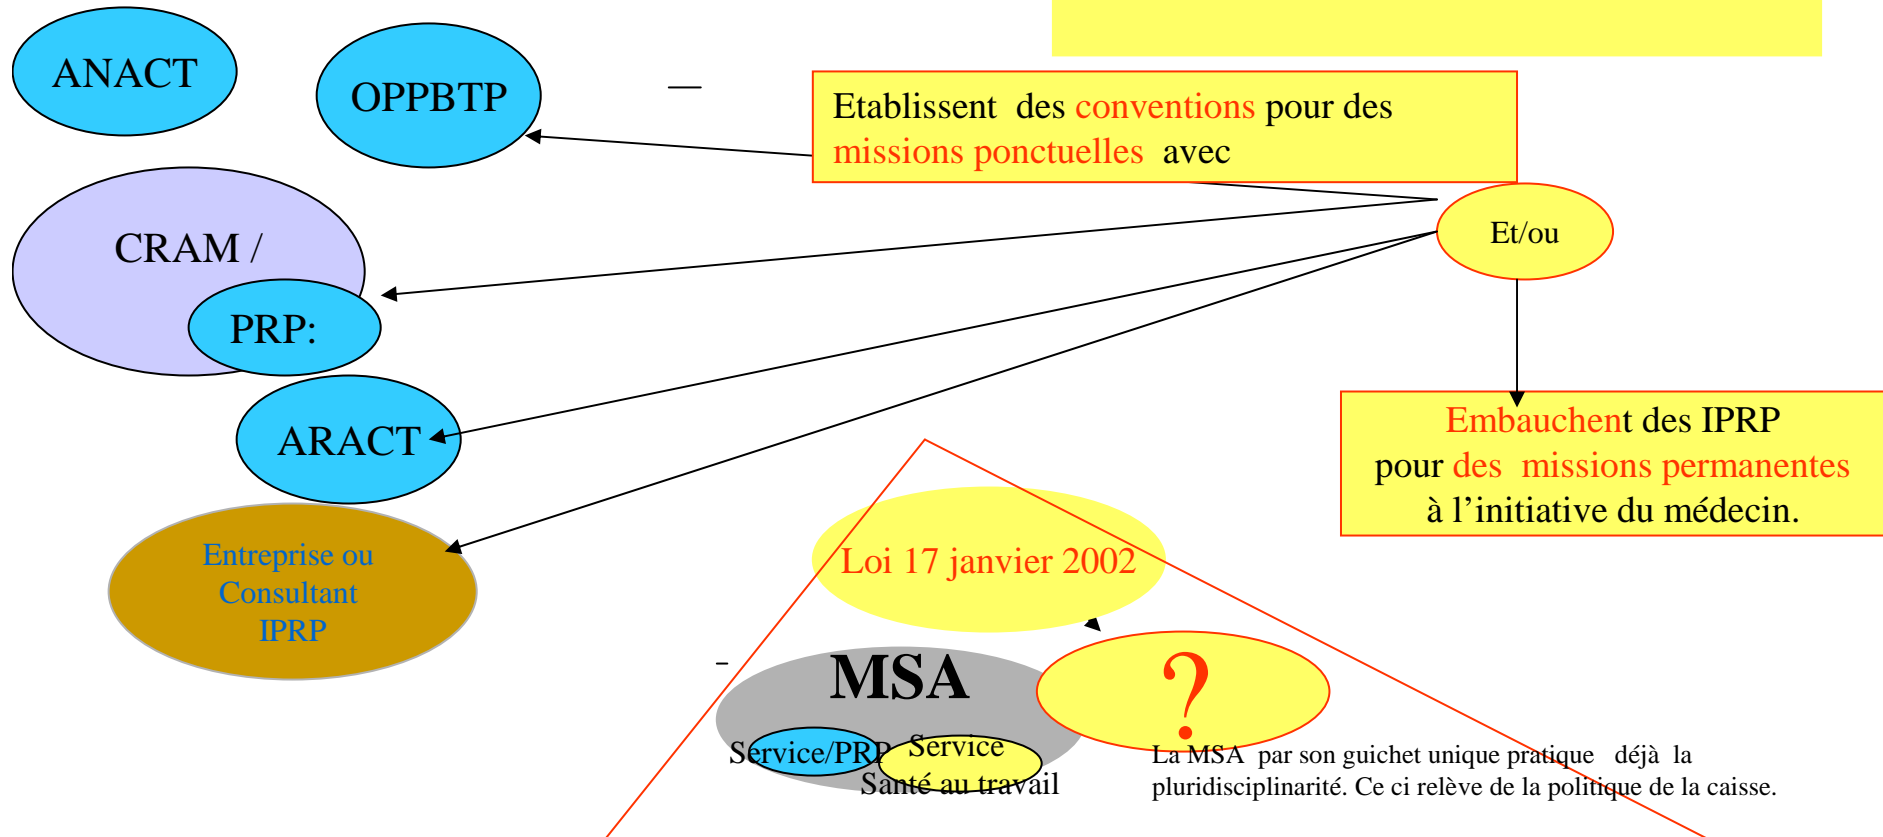 ANACT
OPPBTP
Etablissent des conventions pour des
missions ponctuelles avec
CRAM /
PRP:
Et/ou
ARACT
Embauchent des IPRP
pour des missions permanentes
à l’initiative du médecin.
Entreprise ou
Consultant
IPRP
Loi 17 janvier 2002
MSA
?
Service/PRP
Service
Santé au travail
La MSA par son guichet unique pratique déjà la
pluridisciplinarité. Ce ci relève de la politique de la caisse.